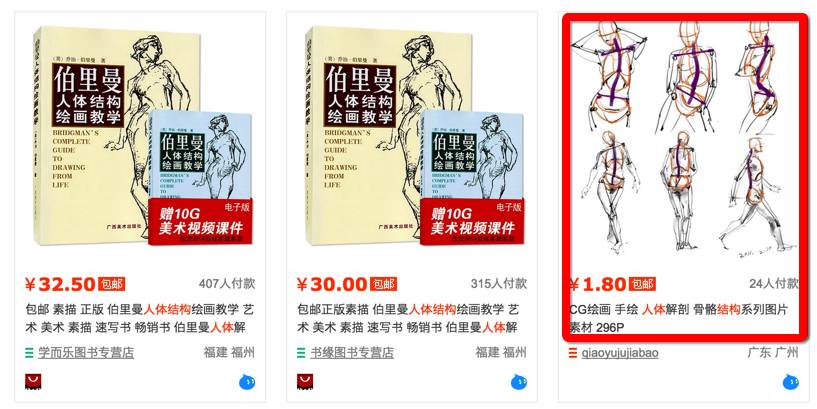 (美) 乔治·伯里曼 著
伯里曼
人体结构
绘画教学
BRIDGMAN'S
COMPLETE
GUIDE
TO
DRAWING
FROM
LIFE
广西美术出版社
伯里曼
人体结构
绘画教学
BRIDGMAN'S
COMPLETE
GUIDE
TO
DRAWING
电子版
赠10G
美术视频课件
¥32.50 包邮 407人付款
包邮 素描 正版 伯里曼人体结构绘画教学 艺
术 美术 素描 速写书 畅销书 伯里曼人体解
学而乐图书专营店 福建 福州
(美) 乔治·伯里曼 著
伯里曼
人体结构
绘画教学
BRIDGMAN'S
COMPLETE
GUIDE
TO
DRAWING
FROM
LIFE
广西美术出版社
伯里曼
人体结构
绘画教学
BRIDGMAN'S
COMPLETE
GUIDE
TO
DRAWING
电子版
赠10G
美术视频课件
¥30.00 包邮 315人付款
包邮正版素描 伯里曼人体结构绘画教学 艺
术 美术 素描 速写书 畅销书 伯里曼人体解
书缘图书专营店 福建 福州
¥1.80 包邮 24人付款
CG绘画 手绘 人体解剖 骨骼结构系列图片
素材 296P
qiaoyujujiabao 广东 广州